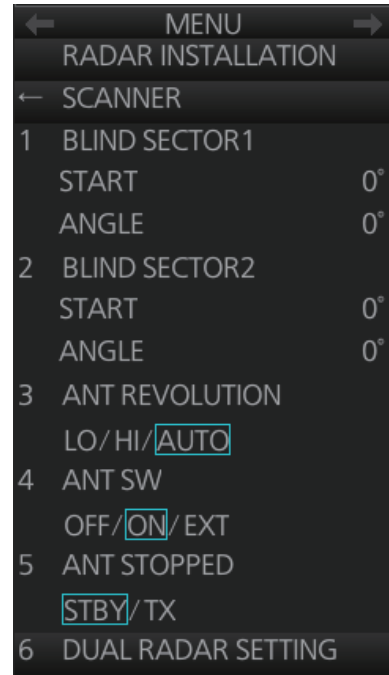 ← MENU →
RADAR INSTALLATION
← SCANNER
1 BLIND SECTOR1
START 0°
ANGLE 0°
2 BLIND SECTOR2
START 0°
ANGLE 0°
3 ANT REVOLUTION
LO/HI/AUTO
4 ANT SW
OFF/ON/EXT
5 ANT STOPPED
STBY/TX
6 DUAL RADAR SETTING